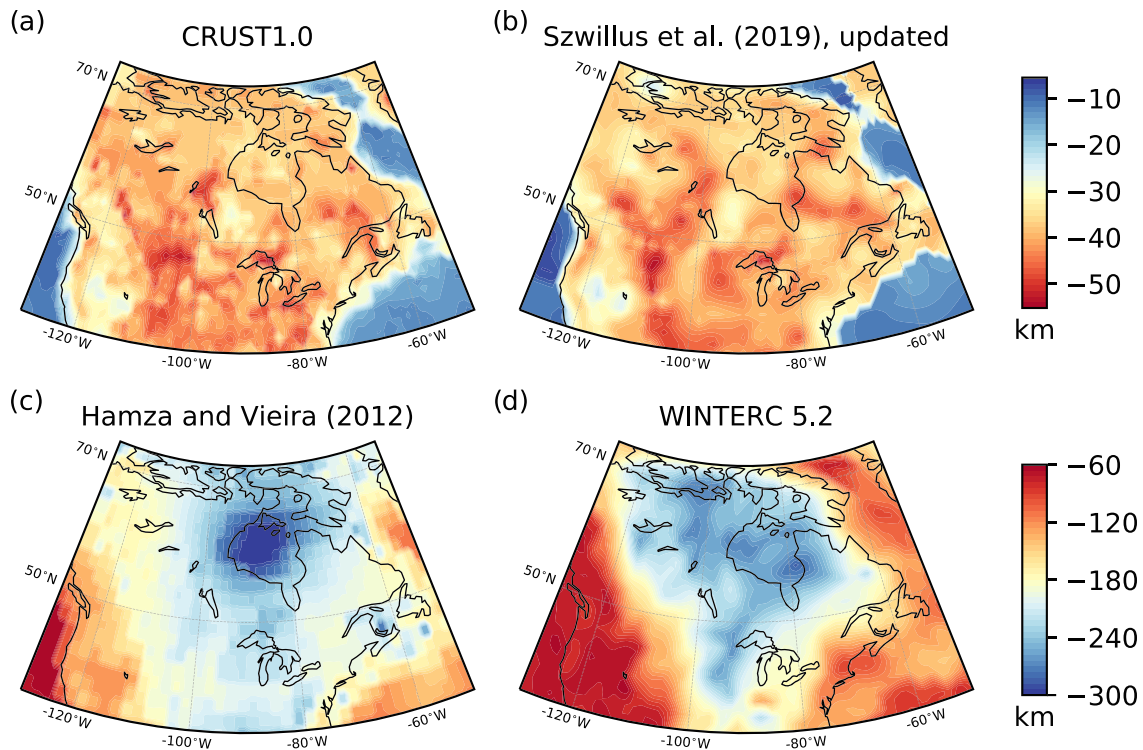 (a)
CRUST1.0
70°N
50°N
-120°W
-100°W
-80°W
-60°W
(b)
Szwillus et al. (2019), updated
70°N
50°N
-120°W
-100°W
-80°W
-60°W
−10
−20
−30
−40
−50
km
(c)
Hamza and Vieira (2012)
70°N
50°N
-120°W
-100°W
-80°W
-60°W
(d)
WINTERC 5.2
70°N
50°N
-120°W
-100°W
-80°W
-60°W
−60
−120
−180
−240
−300
km